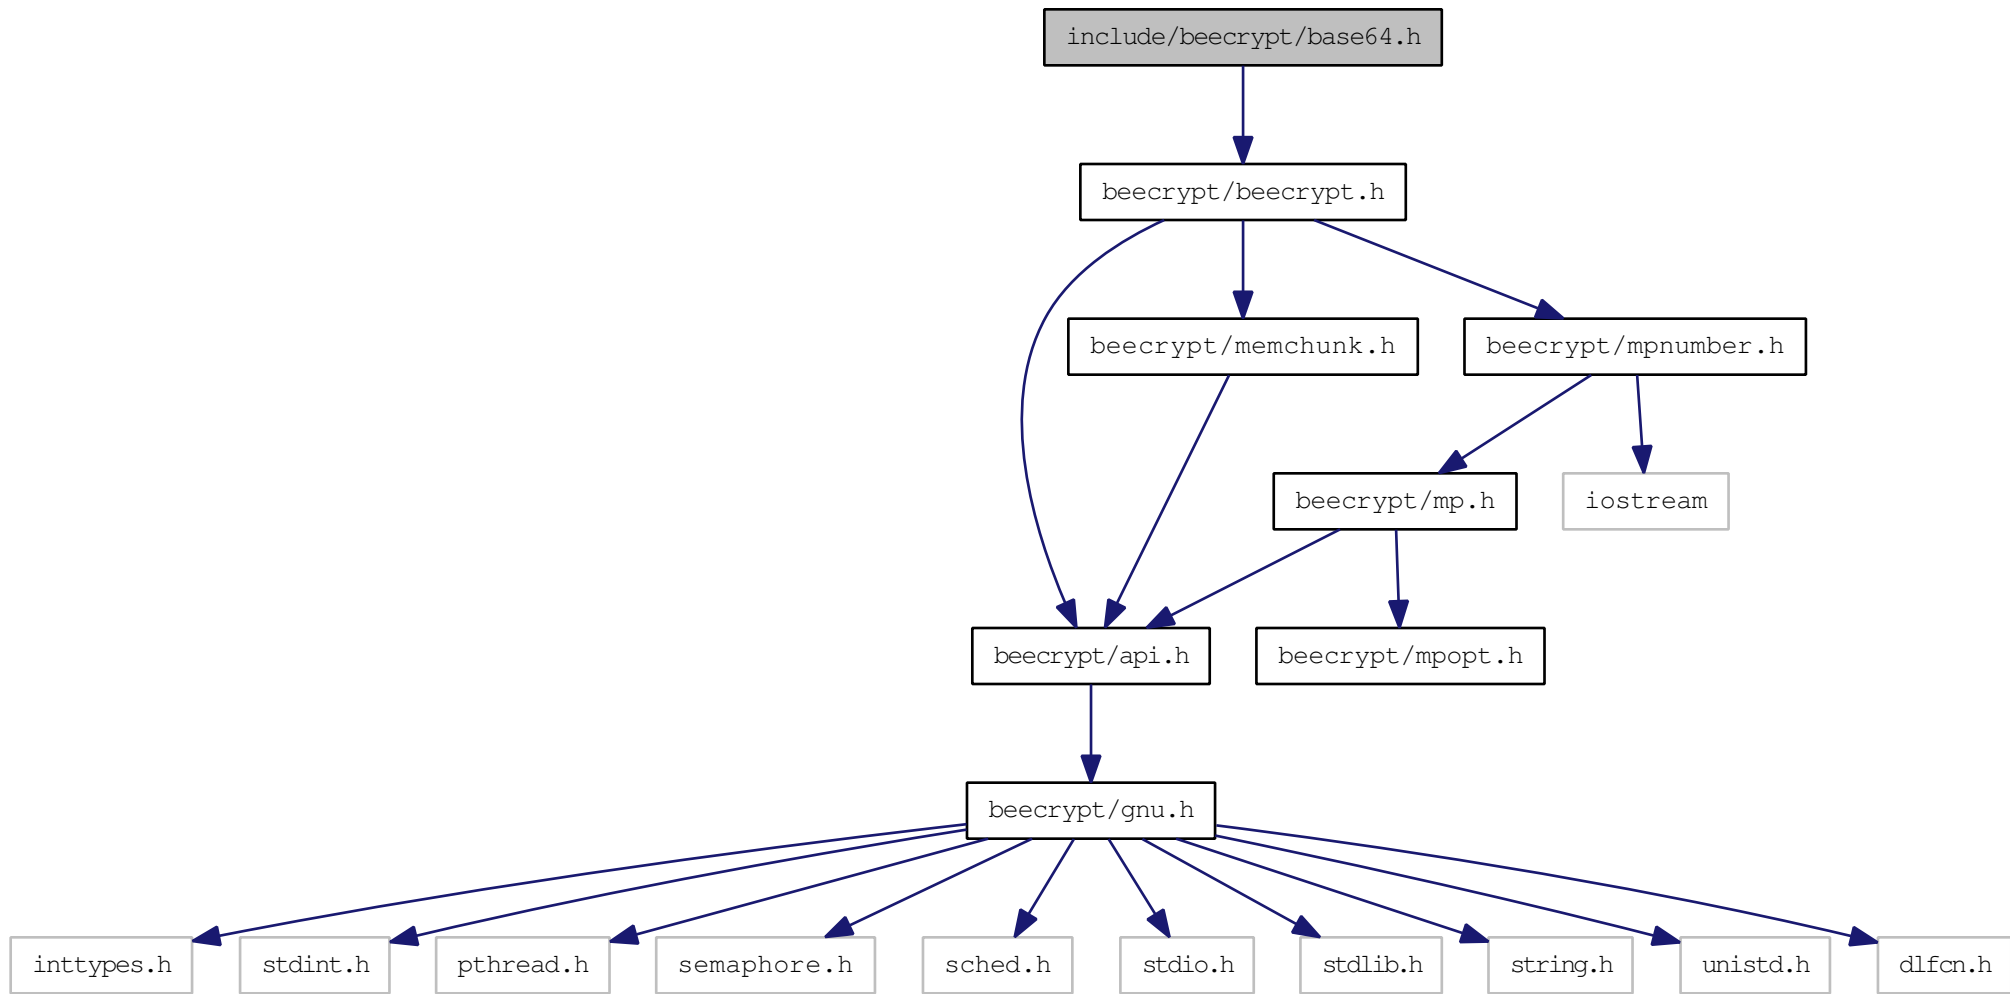 include/beecrypt/base64.h
beecrypt/beecrypt.h
beecrypt/memchunk.h
beecrypt/mpnumber.h
beecrypt/mp.h
iostream
beecrypt/api.h
beecrypt/mpopt.h
beecrypt/gnu.h
inttypes.h
stdint.h
pthread.h
semaphore.h
sched.h
stdio.h
stdlib.h
string.h
unistd.h
dlfcn.h